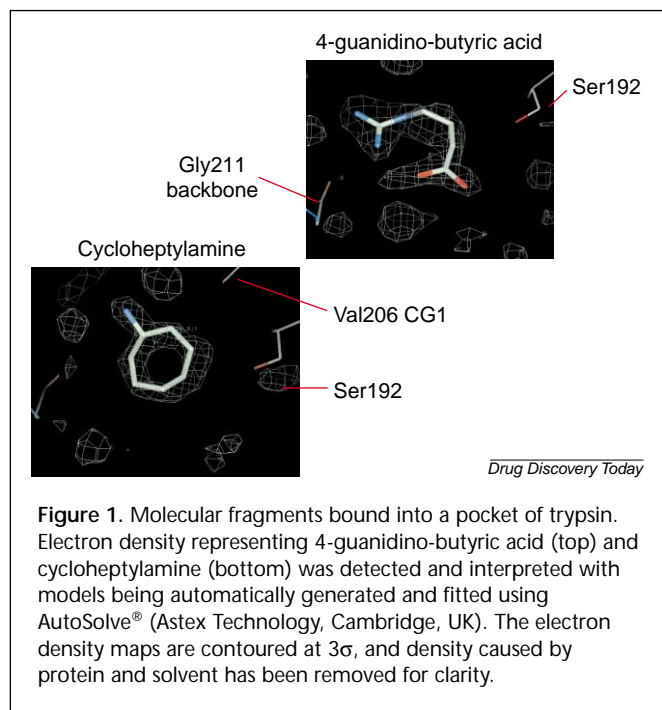 4-guanidino-butyric acid
Ser192
Gly211
backbone
Cycloheptylamine
Val206 CG1
Ser192
Drug Discovery Today
Figure 1. Molecular fragments bound into a pocket of trypsin.
Electron density representing 4-guanidino-butyric acid (top) and
cycloheptylamine (bottom) was detected and interpreted with
models being automatically generated and fitted using
AutoSolve® (Astex Technology, Cambridge, UK). The electron
density maps are contoured at 3σ, and density caused by
protein and solvent has been removed for clarity.